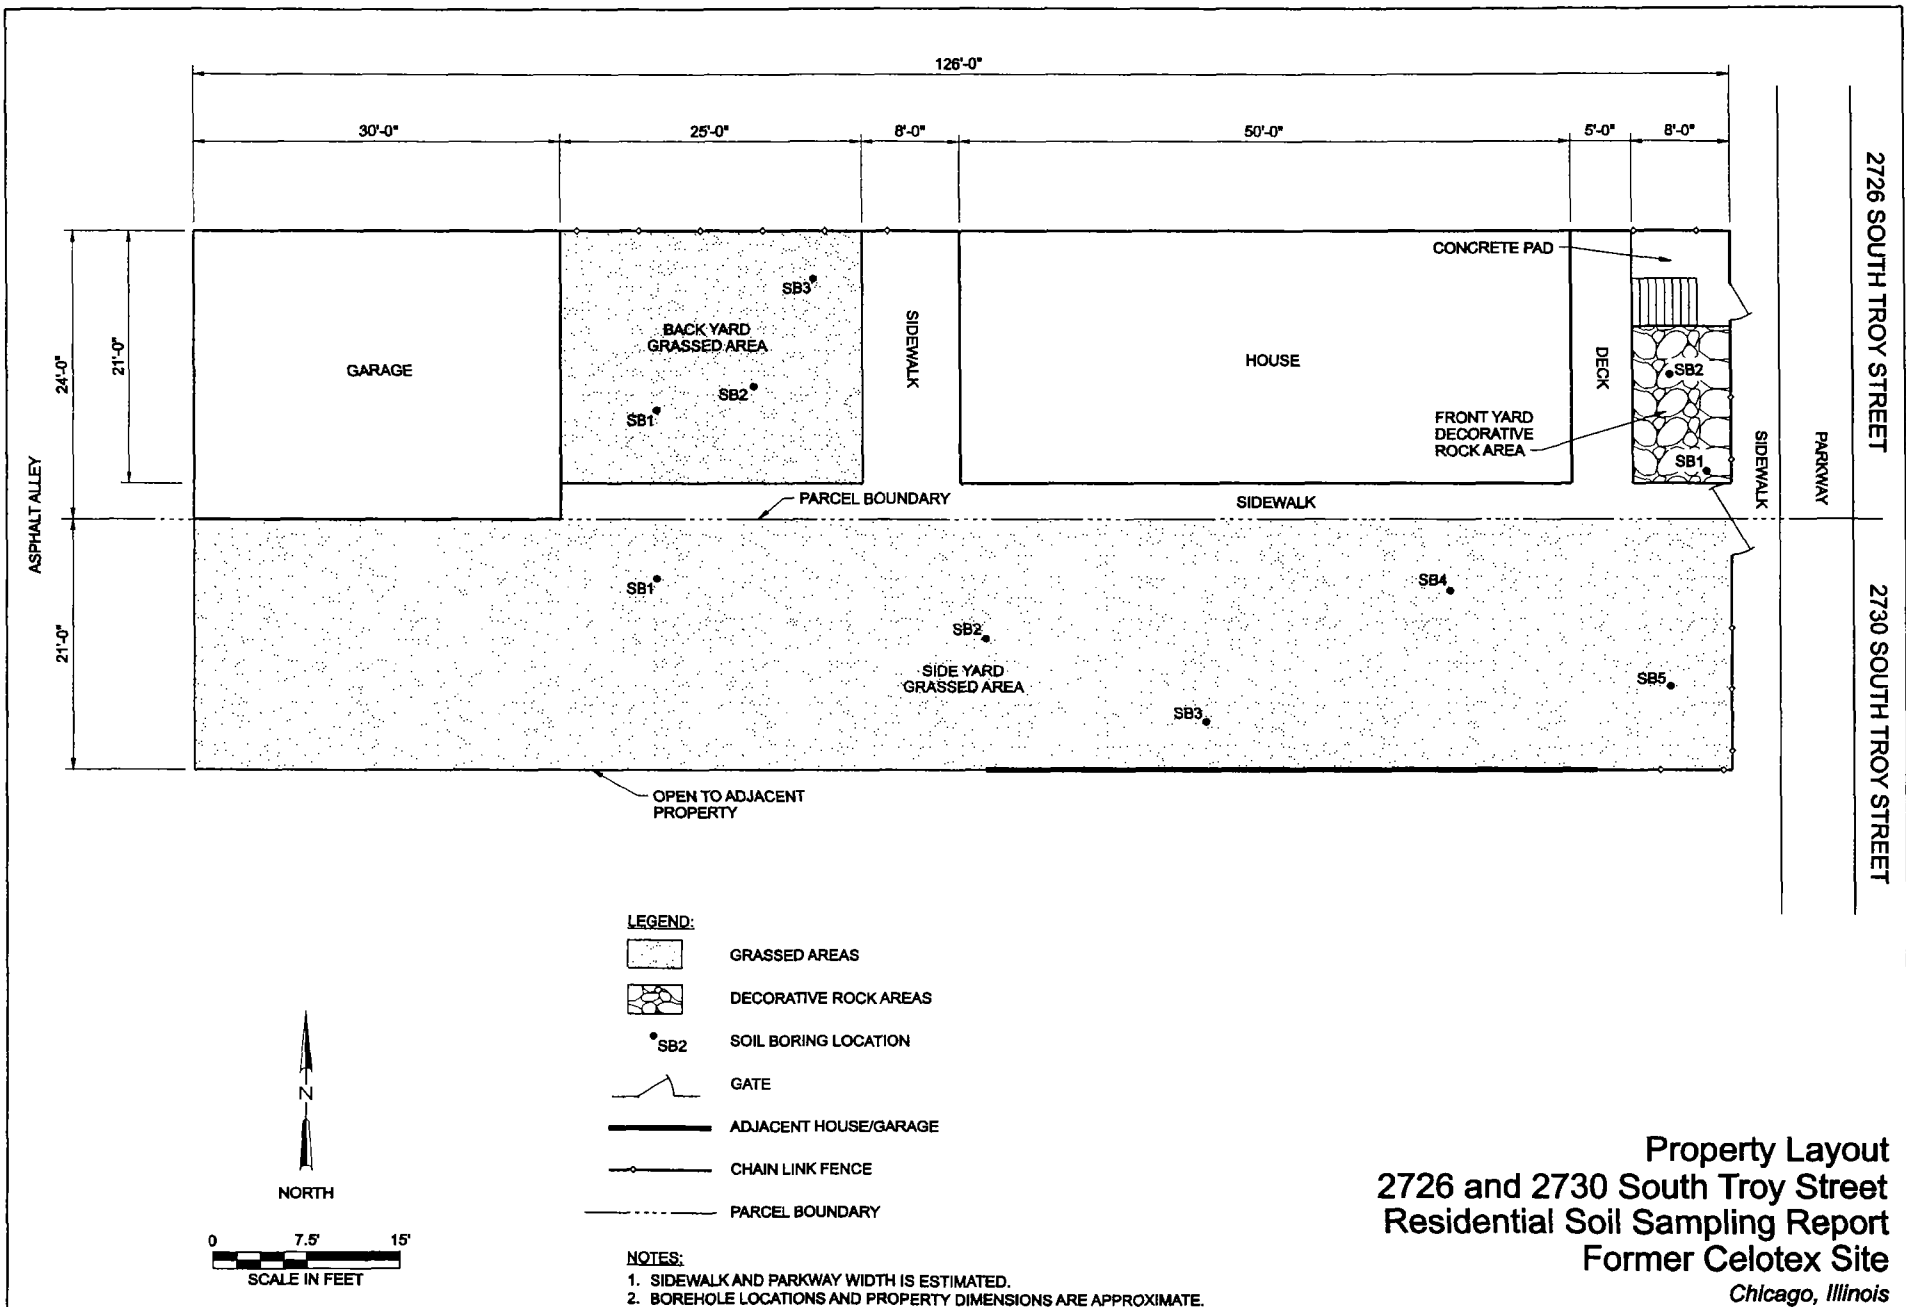 126'-0"
30'-0"
25'-0"
8'-0"
50'-0"
5'-0"
8'-0"
2726 SOUTH TROY STREET
CONCRETE PAD
SB3
SIDEWALK
BACK YARD
GRASSED AREA
24'-0"
21'-0"
GARAGE
HOUSE
DECK
SB2
SB2
SB1
FRONT YARD
DECORATIVE
ROCK AREA
SB1
SIDEWALK
PARKWAY
ASPHALT ALLEY
PARCEL BOUNDARY
SIDEWALK
SB1
SB4
2730 SOUTH TROY STREET
21'-0"
SB2
SIDE YARD
GRASSED AREA
SB5
SB3
OPEN TO ADJACENT
PROPERTY
LEGEND:
GRASSED AREAS
DECORATIVE ROCK AREAS
SB2
SOIL BORING LOCATION
GATE
ADJACENT HOUSE/GARAGE
CHAIN LINK FENCE
PARCEL BOUNDARY
N
NORTH
0 7.5' 15'
SCALE IN FEET
NOTES:
1. SIDEWALK AND PARKWAY WIDTH IS ESTIMATED.
2. BOREHOLE LOCATIONS AND PROPERTY DIMENSIONS ARE APPROXIMATE.
Property Layout
2726 and 2730 South Troy Street
Residential Soil Sampling Report
Former Celotex Site
Chicago, Illinois